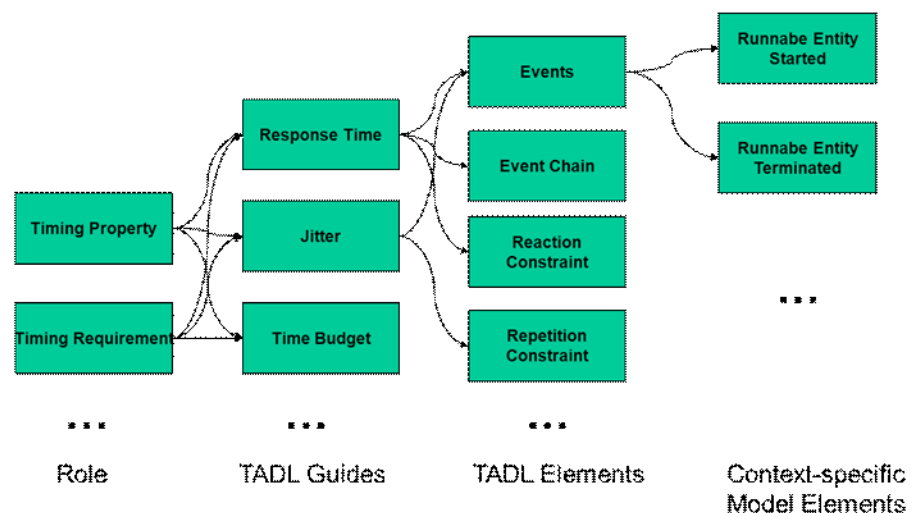 Role
Timing Property
Timing Requirement
TADL Guides
Response Time
Jitter
Time Budget
TADL Elements
Events
Event Chain
Reaction
Constraint
Repetition
Constraint
Context-specific
Model Elements
Runnabe Entity
Started
Runnabe Entity
Terminated
...
...
...
...